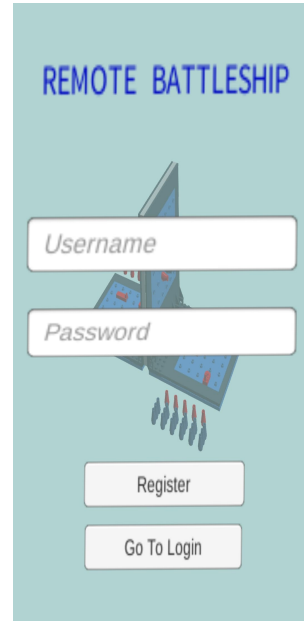 REMOTE BATTLESHIP
Username
Password
Register
Go To Login